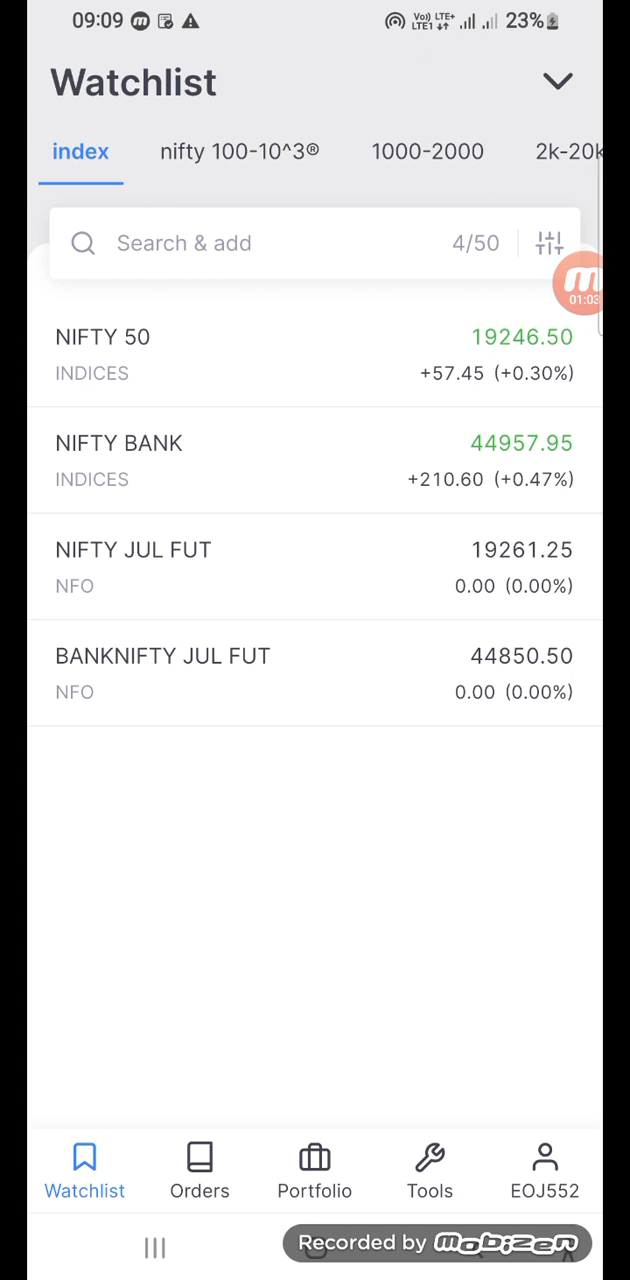 09:09 Vo)) LTE+ LTE1 23%
Watchlist
index nifty 100-10^3® 1000-2000 2k-20k
Search & add 4/50
01:03
NIFTY 50 19246.50
INDICES +57.45 (+0.30%)
NIFTY BANK 44957.95
INDICES +210.60 (+0.47%)
NIFTY JUL FUT 19261.25
NFO 0.00 (0.00%)
BANKNIFTY JUL FUT 44850.50
NFO 0.00 (0.00%)
Watchlist Orders Portfolio Tools EOJ552
Recorded by mobizen